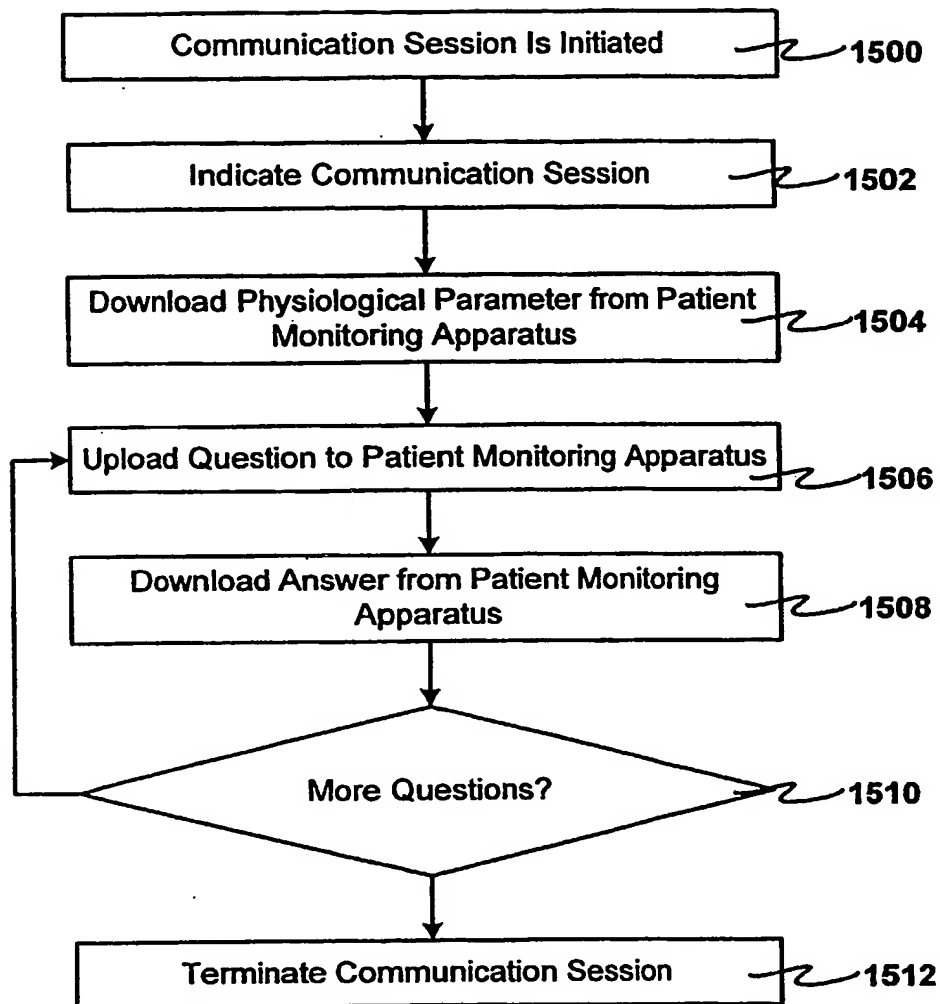 Communication Session Is Initiated
1500
Indicate Communication Session
1502
Download Physiological Parameter from Patient
Monitoring Apparatus
1504
Upload Question to Patient Monitoring Apparatus
1506
Download Answer from Patient Monitoring
Apparatus
1508
More Questions?
1510
Terminate Communication Session
1512